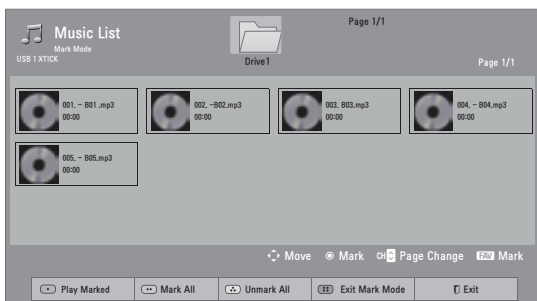 Music List
Page 1/1
Mark Mode
USB 1 XTICK
Drive1
Page 1/1
001. - B01 .mp3
00:00
002. -B02.mp3
00:00
003. B03.mp3
00:00
004. - B04.mp3
00:00
005. - B05.mp3
00:00
Move
Mark
CH Page Change
FAV Mark
Play Marked
Mark All
Unmark All
Exit Mark Mode
Exit